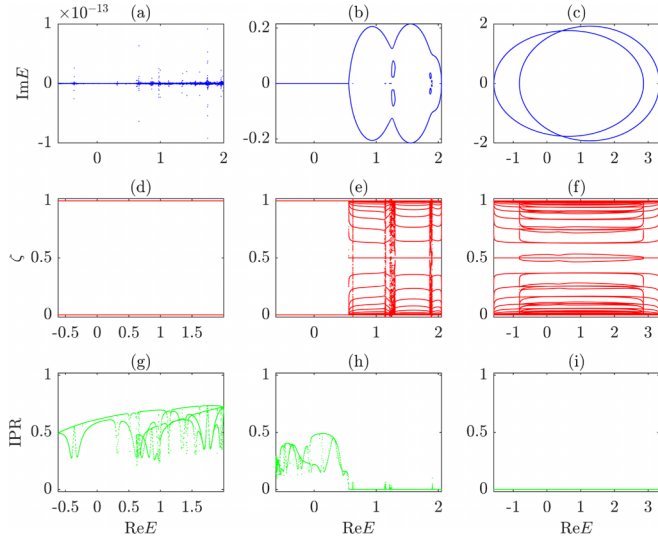 ×10⁻¹³ (a) (b) (c)
1 0.2 2
ImE 0 0 0
-1 -0.2 -2
0 1 2 0 1 2 -1 0 1 2 3
(d) (e) (f)
1 1 1
ζ 0.5 0.5 0.5
0 0 0
-0.5 0 0.5 1 1.5 0 1 2 -1 0 1 2 3
(g) (h) (i)
1 1 1
IPR 0.5 0.5 0.5
0 0 0
-0.5 0 0.5 1 1.5 0 1 2 -1 0 1 2 3
ReE ReE ReE